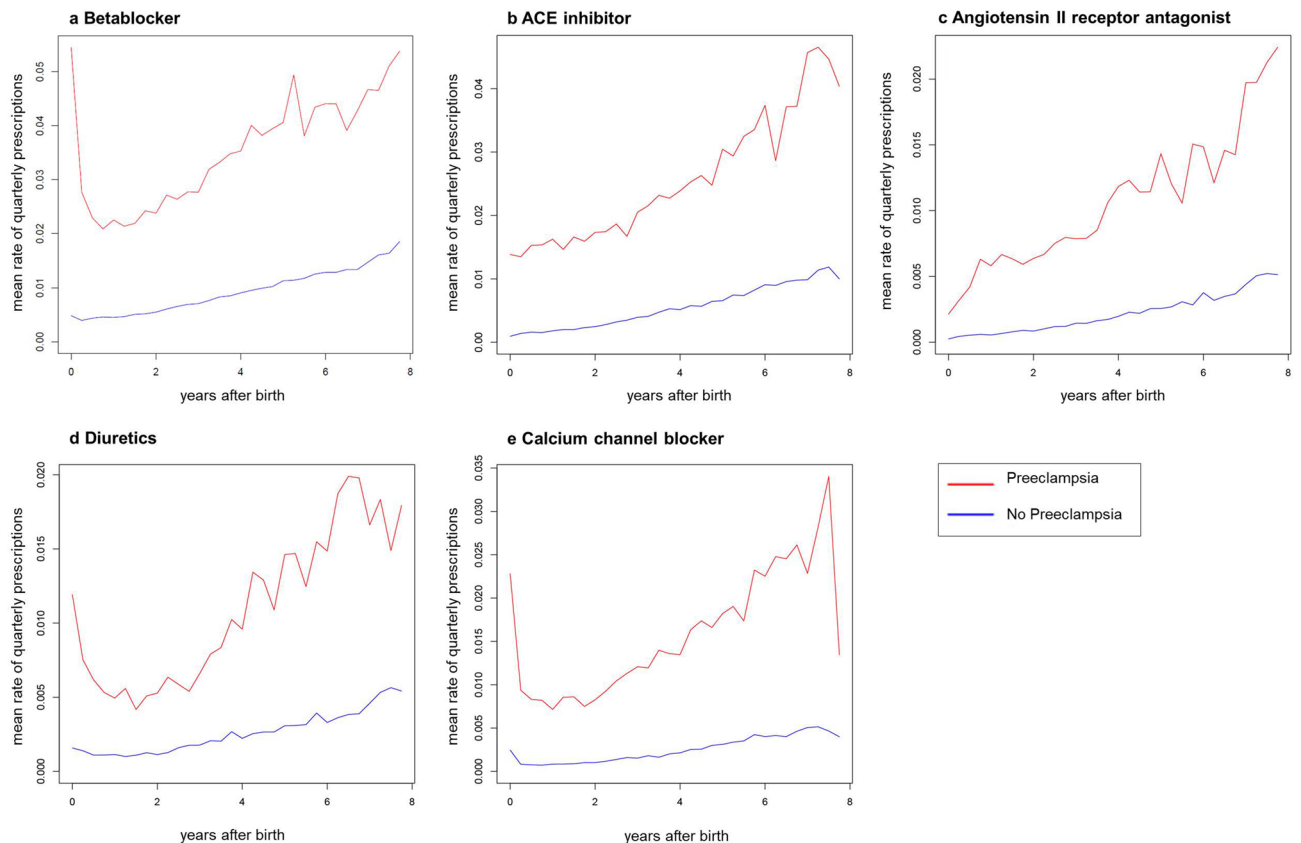 a Betablocker
mean rate of quarterly prescriptions
0.00 0.01 0.02 0.03 0.04 0.05
0 2 4 6 8
years after birth
b ACE inhibitor
mean rate of quarterly prescriptions
0.00 0.01 0.02 0.03 0.04
0 2 4 6 8
years after birth
c Angiotensin II receptor antagonist
mean rate of quarterly prescriptions
0.000 0.005 0.010 0.015 0.020
0 2 4 6 8
years after birth
d Diuretics
mean rate of quarterly prescriptions
0.000 0.005 0.010 0.015 0.020
0 2 4 6 8
years after birth
e Calcium channel blocker
mean rate of quarterly prescriptions
0.000 0.005 0.010 0.015 0.020 0.025 0.030 0.035
0 2 4 6 8
years after birth
Preeclampsia
No Preeclampsia